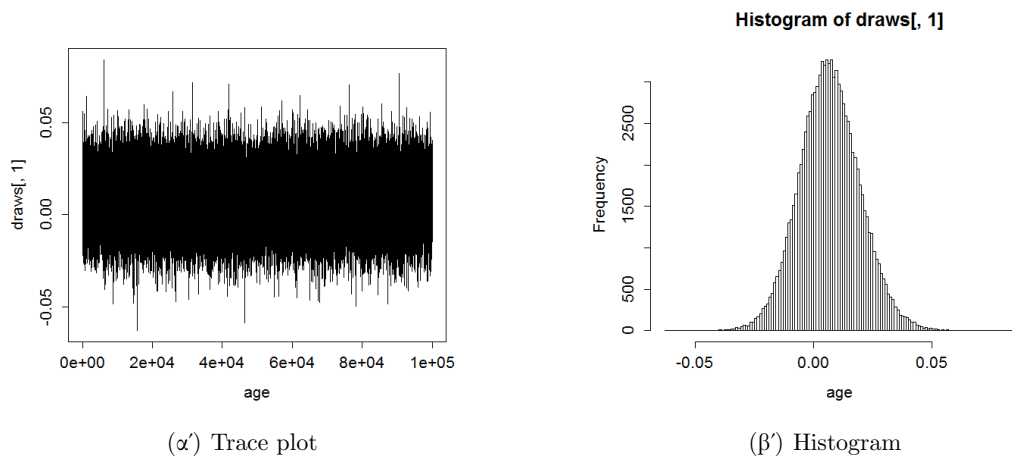 draws[, 1]
0.05
0.00
-0.05
0e+00 2e+04 4e+04 6e+04 8e+04 1e+05
age
(α′) Trace plot
Histogram of draws[, 1]
Frequency
2500
1500
500
0
-0.05 0.00 0.05
age
(β′) Histogram